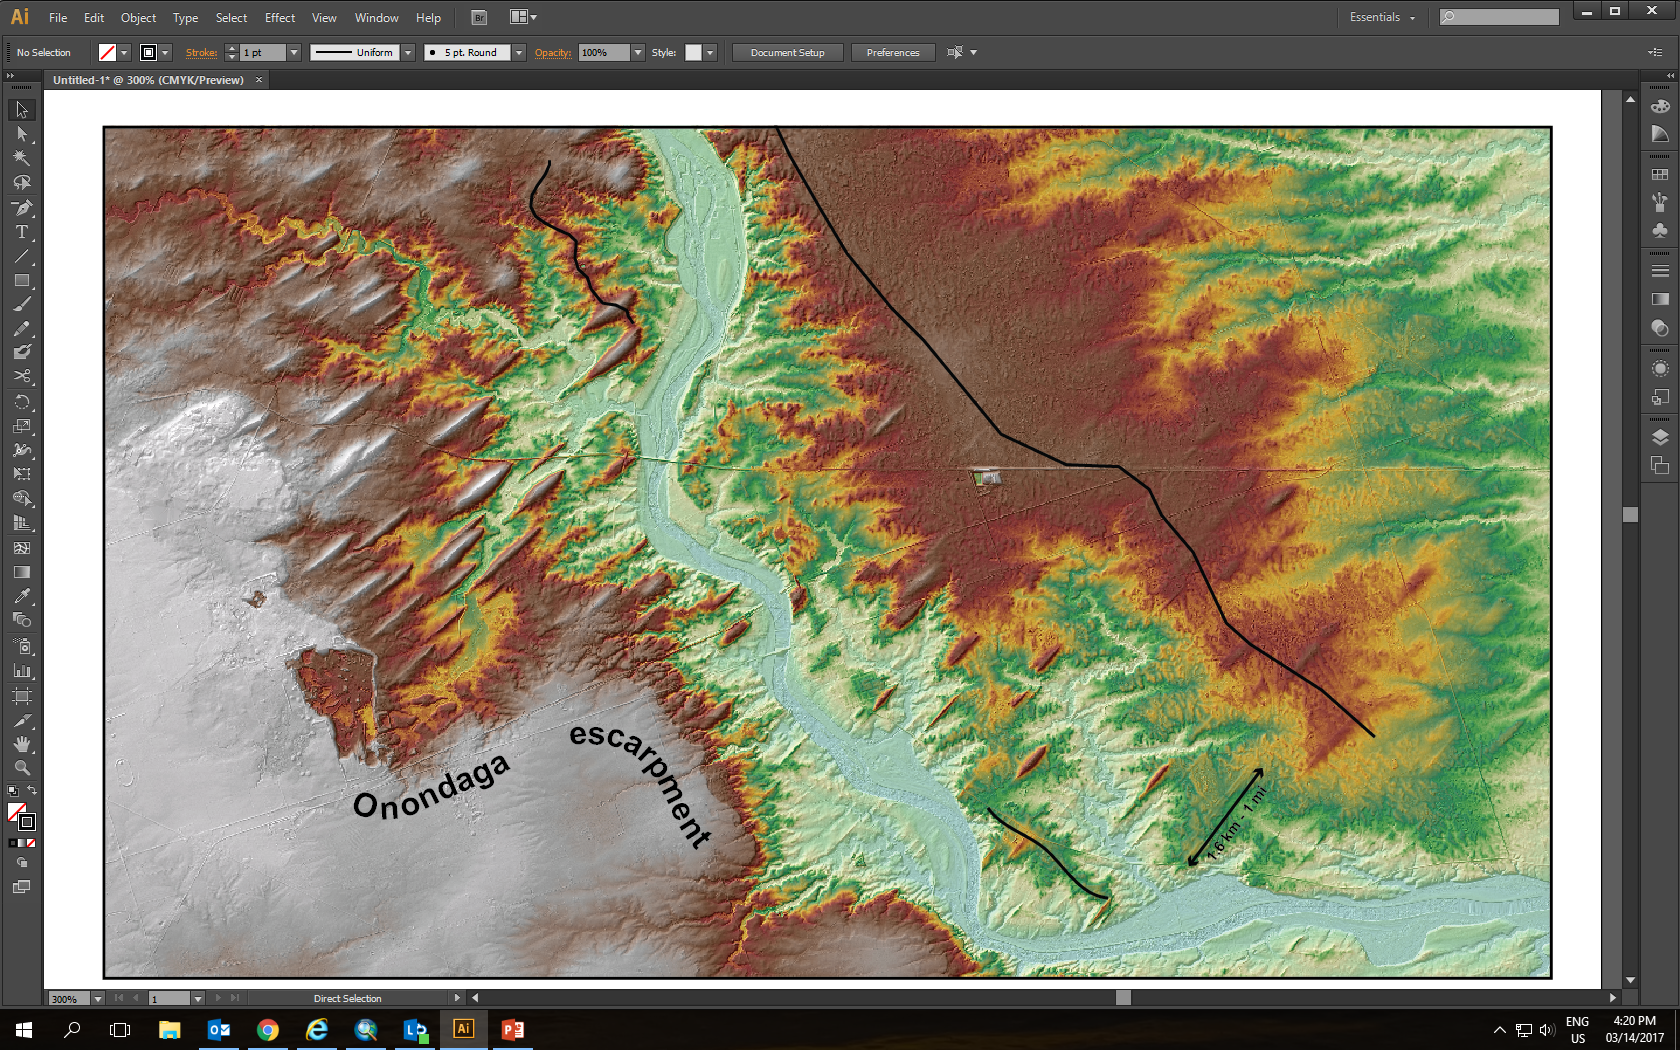 Ai File Edit Object Type Select Effect View Window Help Br Essentials
No Selection Stroke: 1 pt Uniform 5 pt. Round Opacity: 100% Style: Document Setup Preferences
Untitled-1* @ 300% (CMYK/Preview) ×
Onondaga escarpment
1.6 km - 1 mi
300% 1 Direct Selection
Ai
ENG
US
4:20 PM
03/14/2017